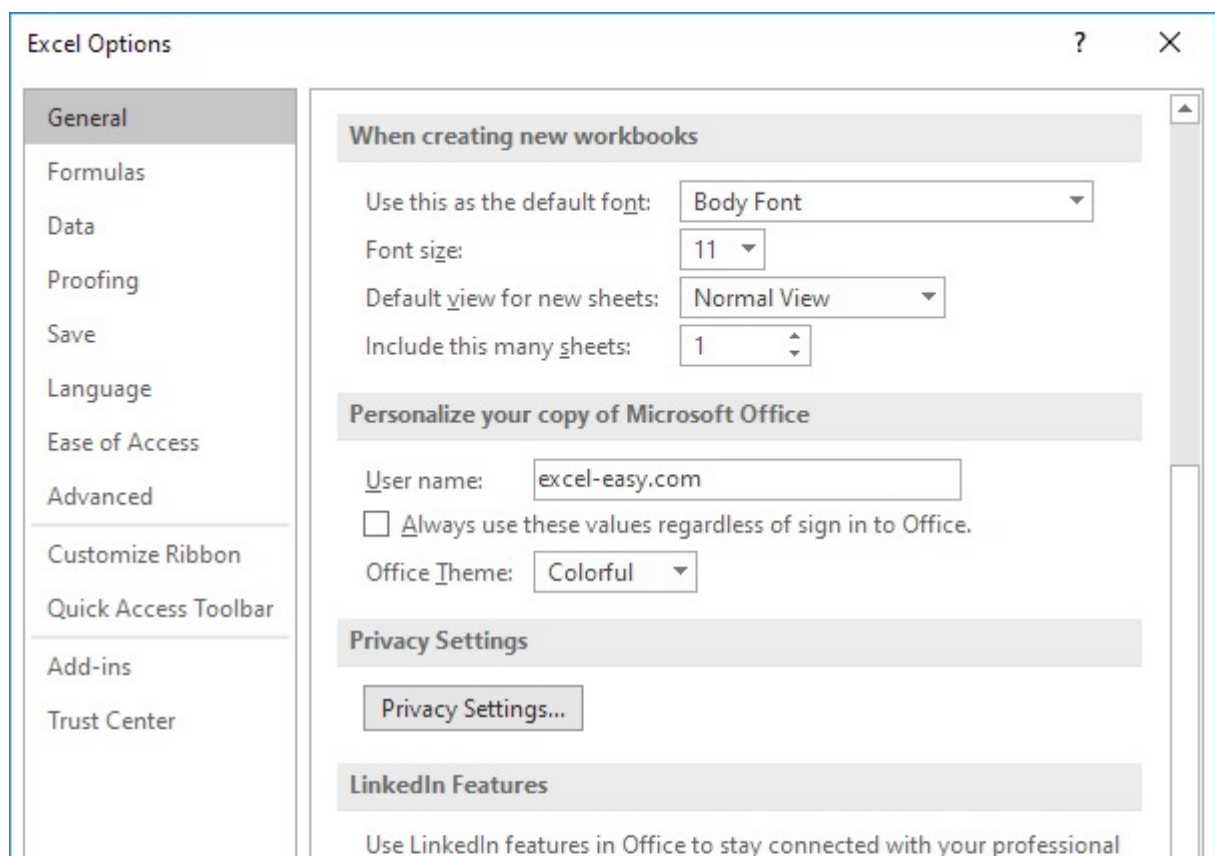 Excel Options
?
General
Formulas
Data
Proofing
Save
Language
Ease of Access
Advanced
Customize Ribbon
Quick Access Toolbar
Add-ins
Trust Center
When creating new workbooks
Use this as the default font: Body Font
Font size: 11
Default view for new sheets: Normal View
Include this many sheets: 1
Personalize your copy of Microsoft Office
User name: excel-easy.com
Always use these values regardless of sign in to Office.
Office Theme: Colorful
Privacy Settings
Privacy Settings...
LinkedIn Features
Use LinkedIn features in Office to stay connected with your professional